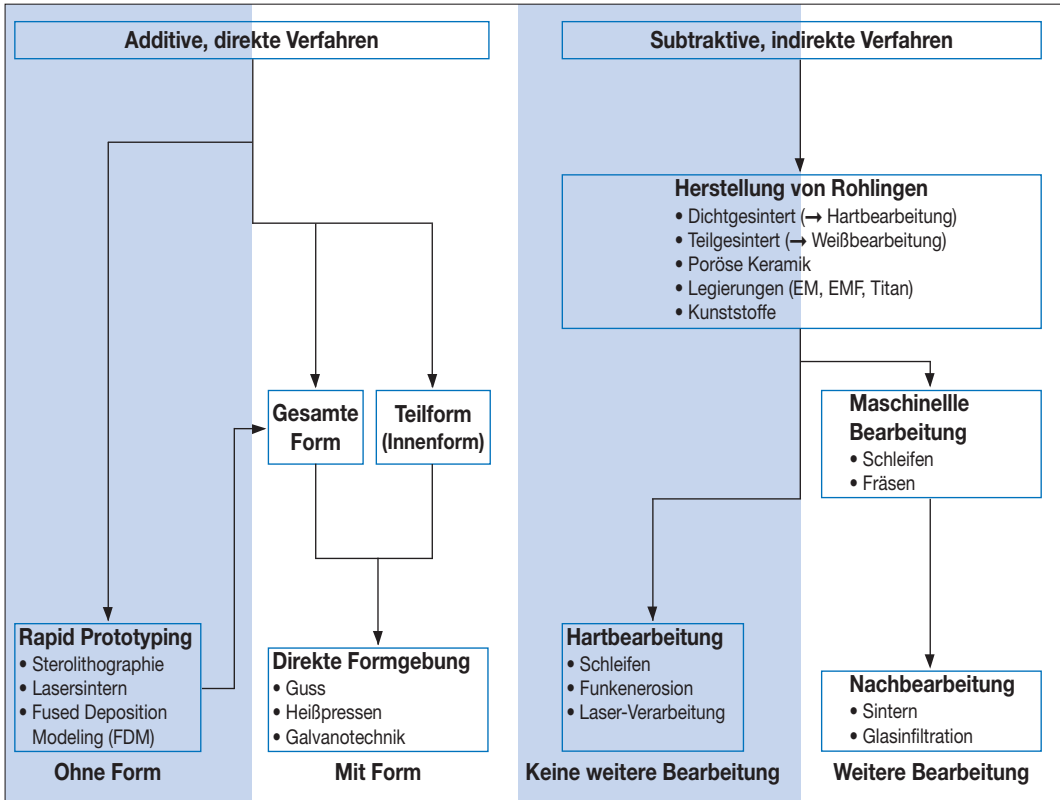 Additive, direkte Verfahren
Subtraktive, indirekte Verfahren
Herstellung von Rohlingen
• Dichtgesintert (→ Hartbearbeitung)
• Teilgesintert (→ Weißbearbeitung)
• Poröse Keramik
• Legierungen (EM, EMF, Titan)
• Kunststoffe
Gesamte
Form
Teilform
(Innenform)
Maschinellle
Bearbeitung
• Schleifen
• Fräsen
Rapid Prototyping
• Sterolithographie
• Lasersintern
• Fused Deposition
Modeling (FDM)
Direkte Formgebung
• Guss
• Heißpressen
• Galvanotechnik
Hartbearbeitung
• Schleifen
• Funkenerosion
• Laser-Verarbeitung
Nachbearbeitung
• Sintern
• Glasinfiltration
Ohne Form
Mit Form
Keine weitere Bearbeitung
Weitere Bearbeitung